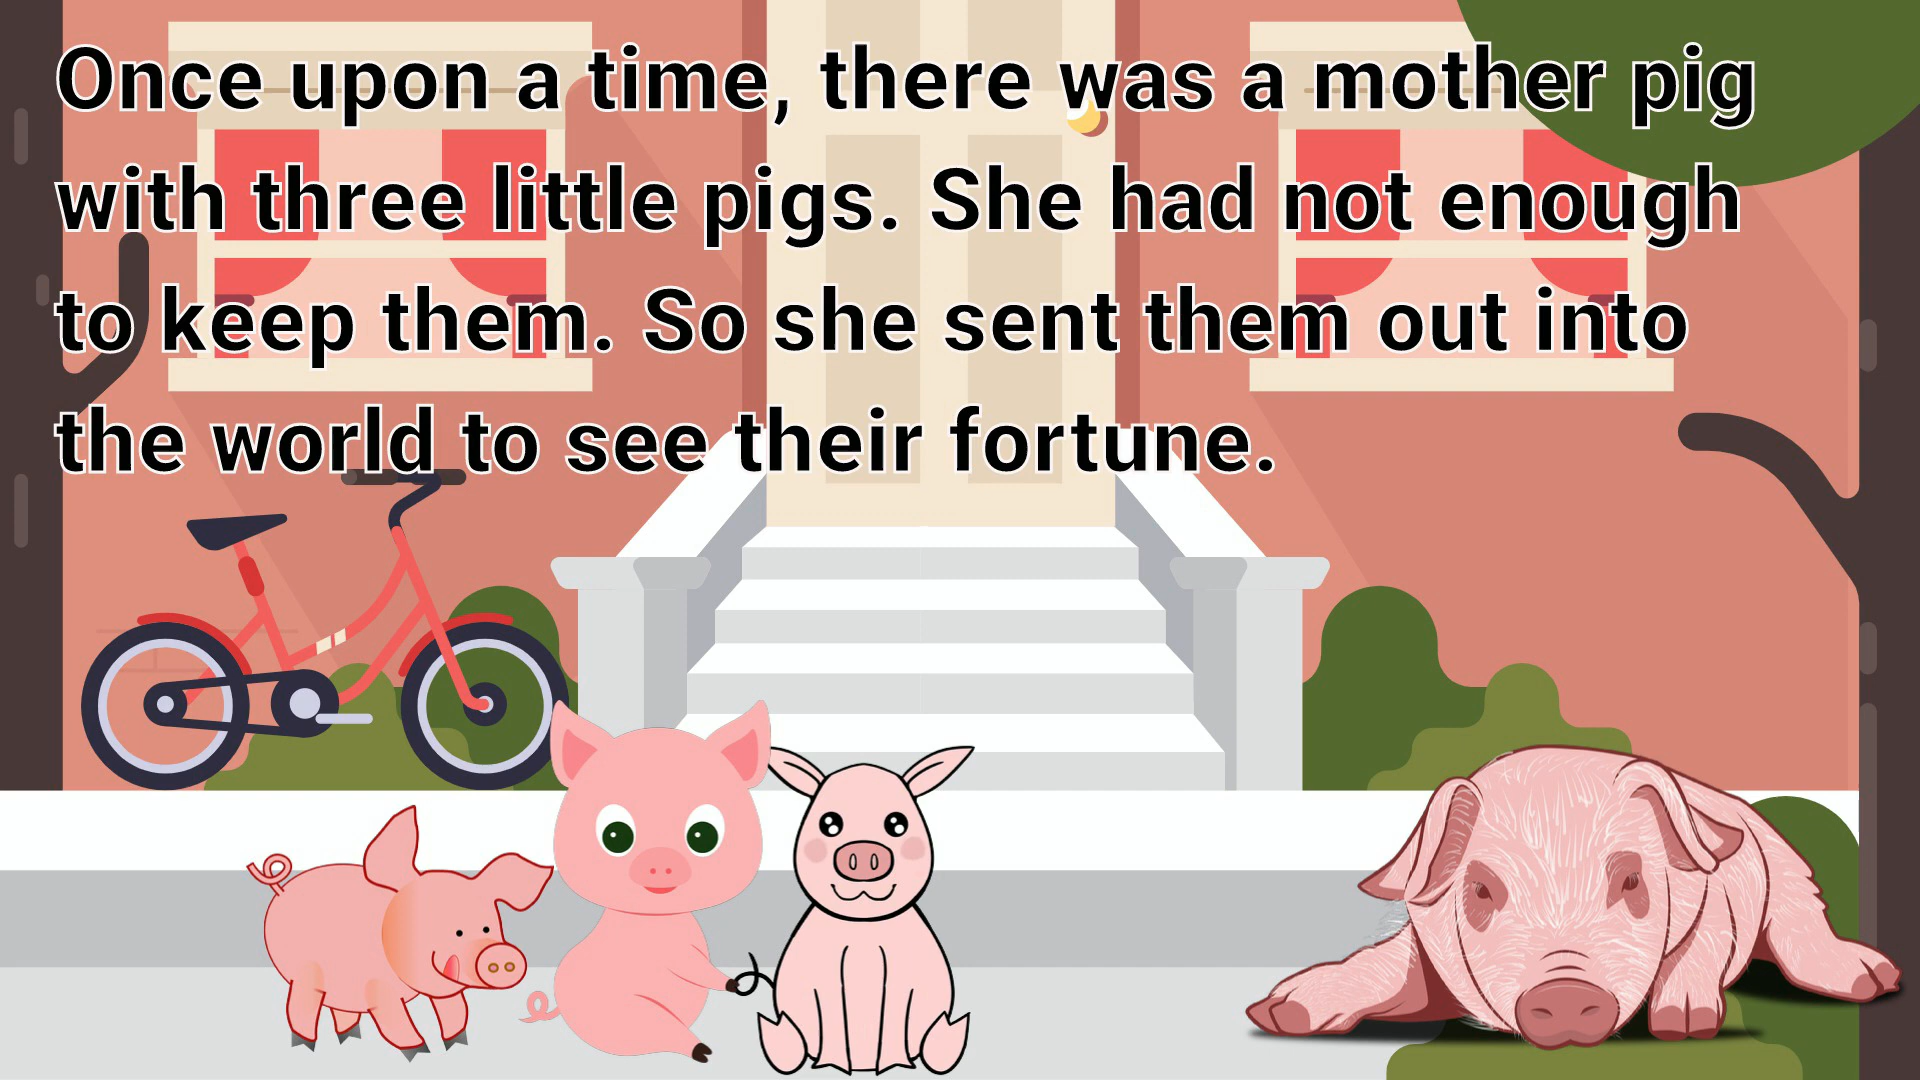 Once upon a time, there was a mother pig
with three little pigs. She had not enough
to keep them. So she sent them out into
the world to see their fortune.